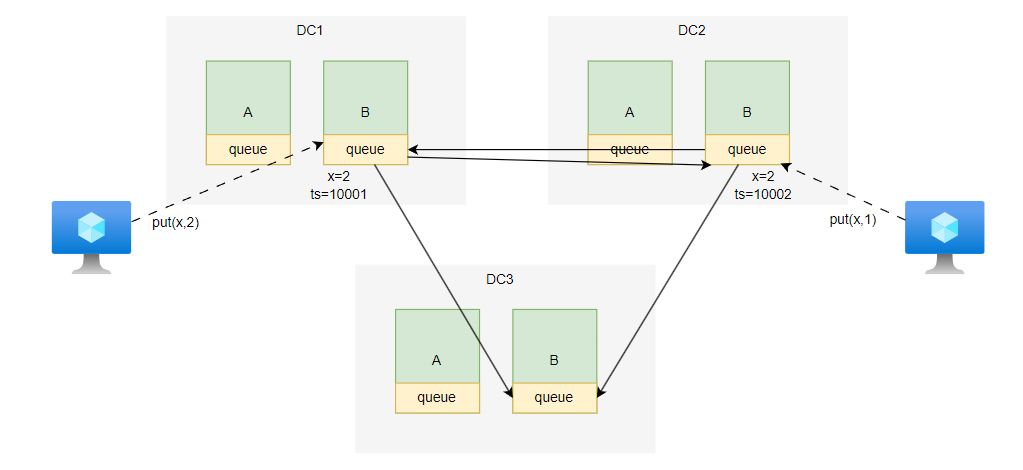 DC1
DC2
A
B
A
B
queue
queue
queue
queue
x=2
ts=10001
x=2
ts=10002
put(x,2)
put(x,1)
DC3
A
B
queue
queue